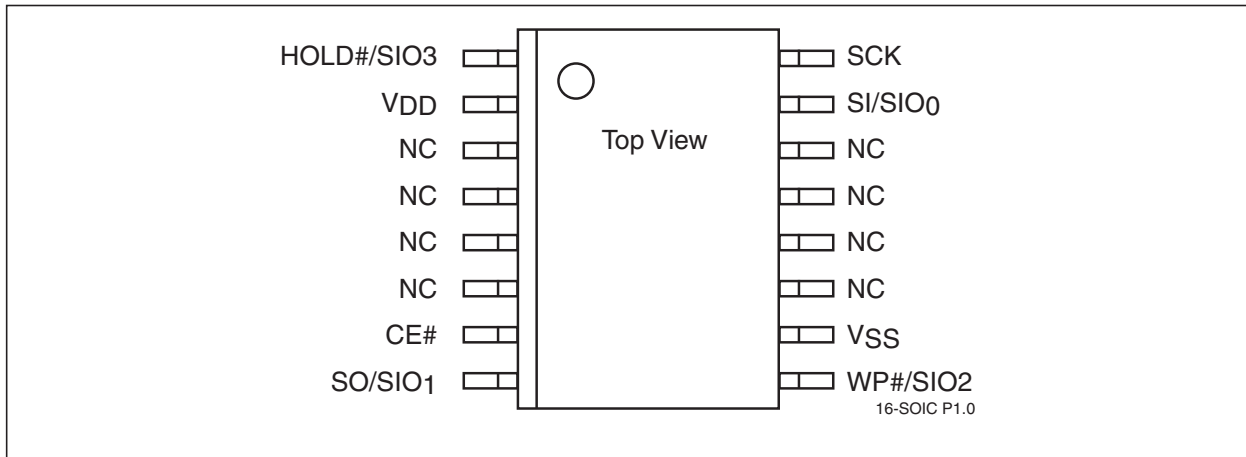 HOLD#/SIO3
VDD
NC
NC
NC
NC
CE#
SO/SIO1
Top View
SCK
SI/SIO0
NC
NC
NC
NC
VSS
WP#/SIO2
16-SOIC P1.0